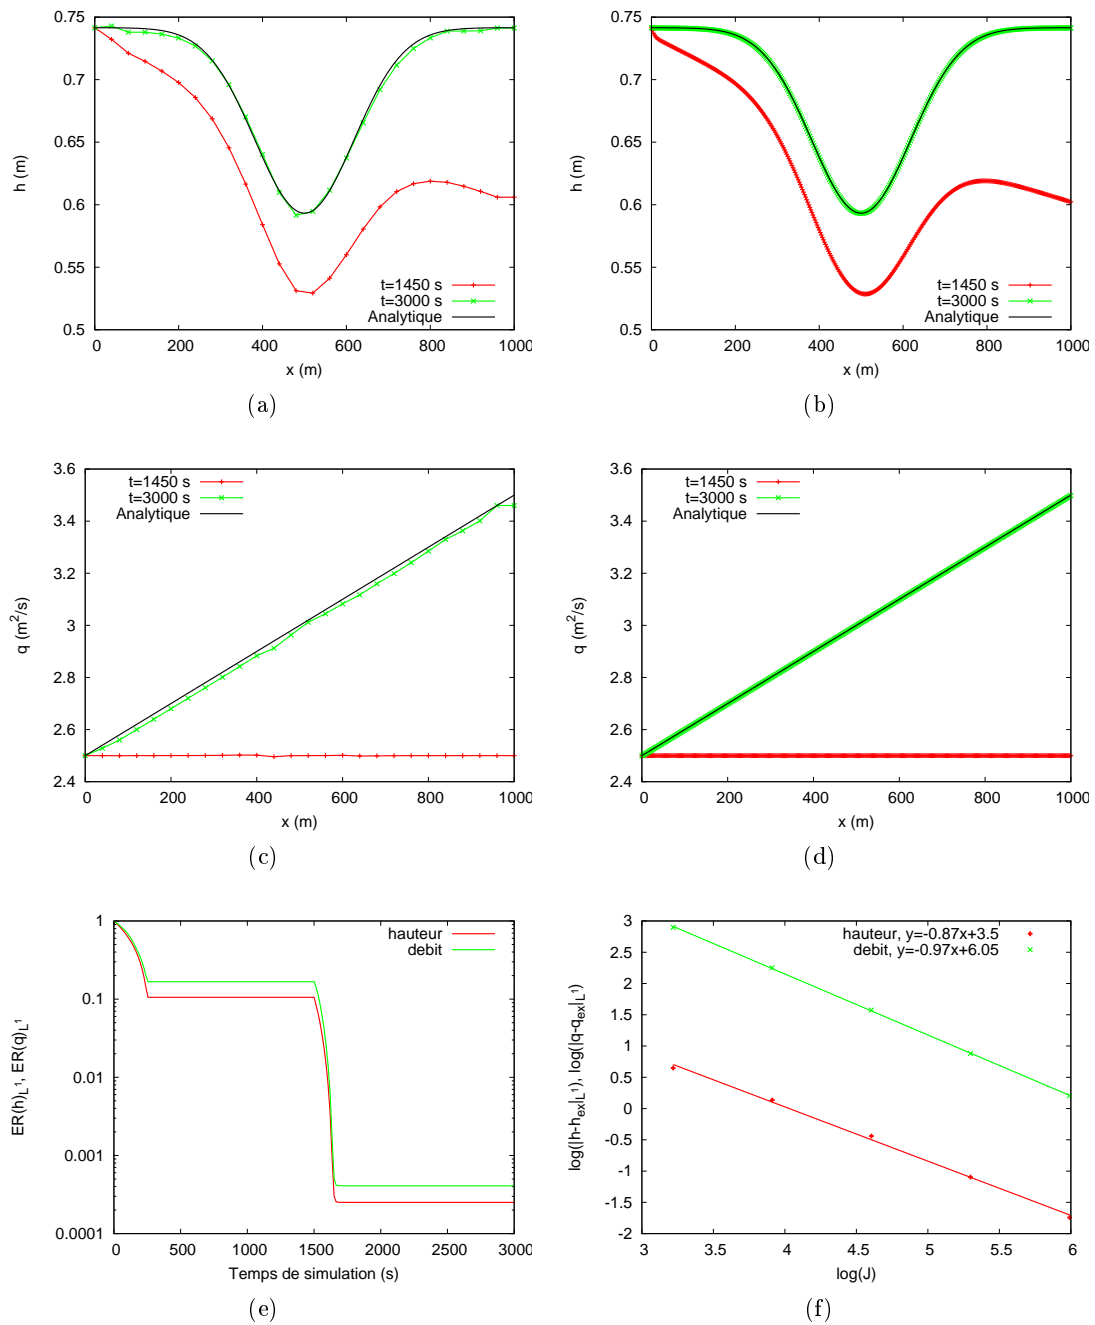 0.75
0.7
0.65
0.6
0.55
0.5
0 200 400 600 800 1000
h (m)
x (m)
t=1450 s
t=3000 s
Analytique
(a)
0.75
0.7
0.65
0.6
0.55
0.5
0 200 400 600 800 1000
h (m)
x (m)
t=1450 s
t=3000 s
Analytique
(b)
3.6
3.4
3.2
3
2.8
2.6
2.4
0 200 400 600 800 1000
q (m²/s)
x (m)
t=1450 s
t=3000 s
Analytique
(c)
3.6
3.4
3.2
3
2.8
2.6
2.4
0 200 400 600 800 1000
q (m²/s)
x (m)
t=1450 s
t=3000 s
Analytique
(d)
1
0.1
0.01
0.001
0.0001
0 500 1000 1500 2000 2500 3000
ER(h)_L¹, ER(q)_L¹
Temps de simulation (s)
hauteur
debit
(e)
3
2.5
2
1.5
1
0.5
0
-0.5
-1
-1.5
-2
3 3.5 4 4.5 5 5.5 6
log(|h-h_ex|_L¹), log(|q-q_ex|_L¹)
log(J)
hauteur, y=-0.87x+3.5
debit, y=-0.97x+6.05
(f)